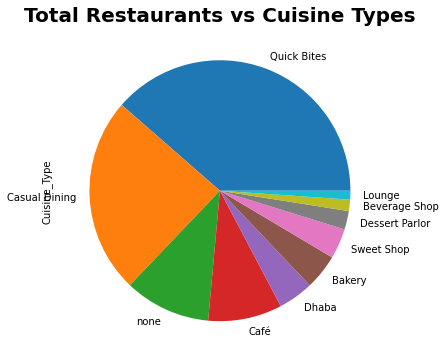 Total Restaurants vs Cuisine Types
Quick Bites
Casual Dining
Cuisine_Type
none
Café
Dhaba
Bakery
Sweet Shop
Dessert Parlor
Beverage Shop
Lounge